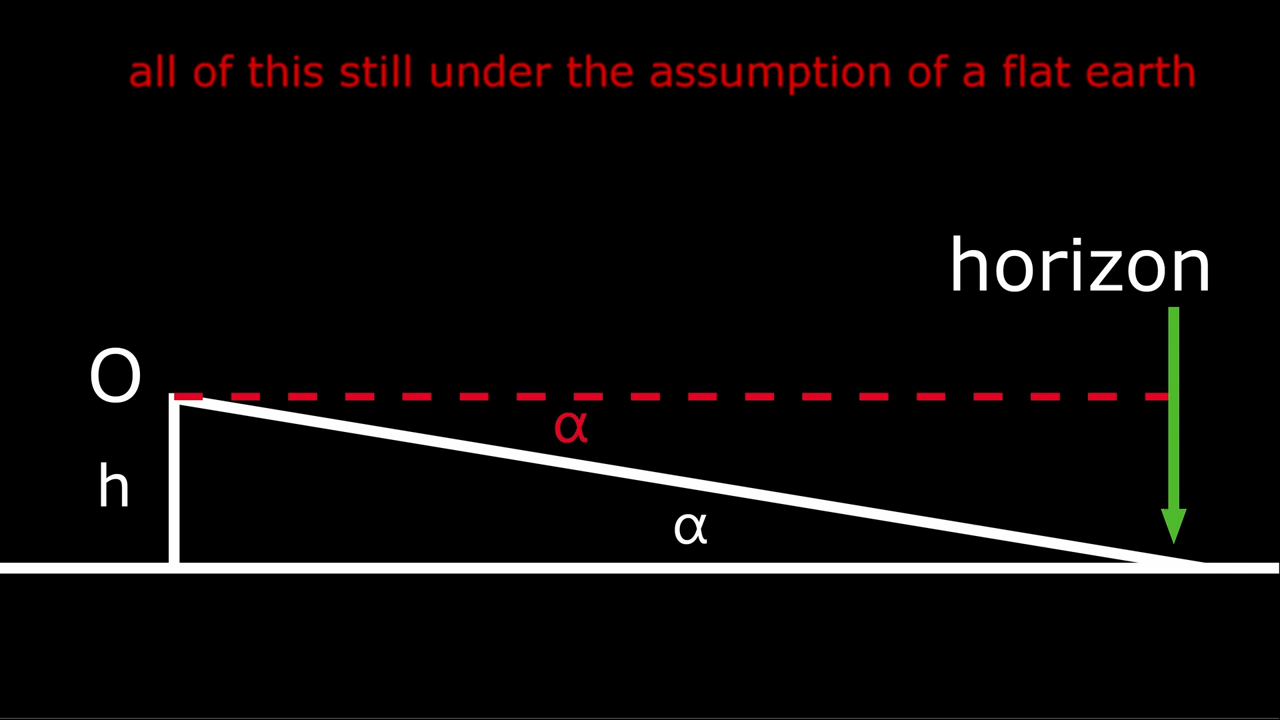 all of this still under the assumption of a flat earth
horizon
O
α
h
α